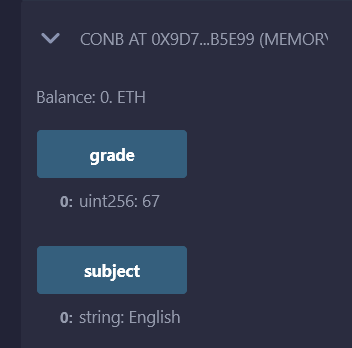 CONB AT 0X9D7...B5E99 (MEMORY
Balance: 0. ETH
grade
0: uint256: 67
subject
0: string: English